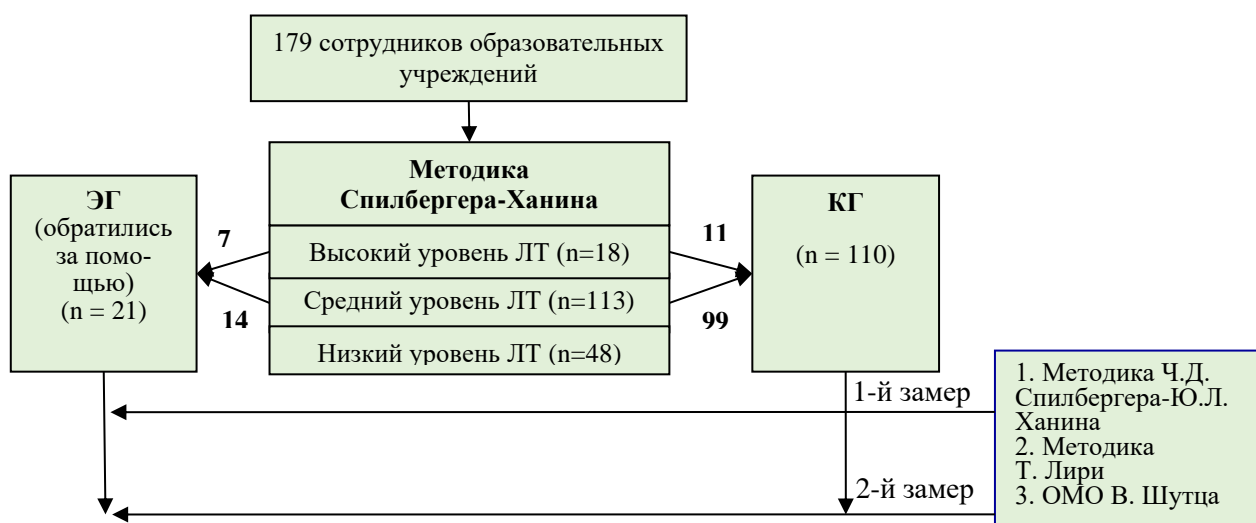 179 сотрудников образовательных
учреждений
Методика
Спилбергера-Ханина
ЭГ
(обратились
за помо-
щью)
(n = 21)
7
14
Высокий уровень ЛТ (n=18)
Средний уровень ЛТ (n=113)
Низкий уровень ЛТ (n=48)
11
99
КГ
(n = 110)
1-й замер
2-й замер
1. Методика Ч.Д.
Спилбергера-Ю.Л.
Ханина
2. Методика
Т. Лири
3. ОМО В. Шутца